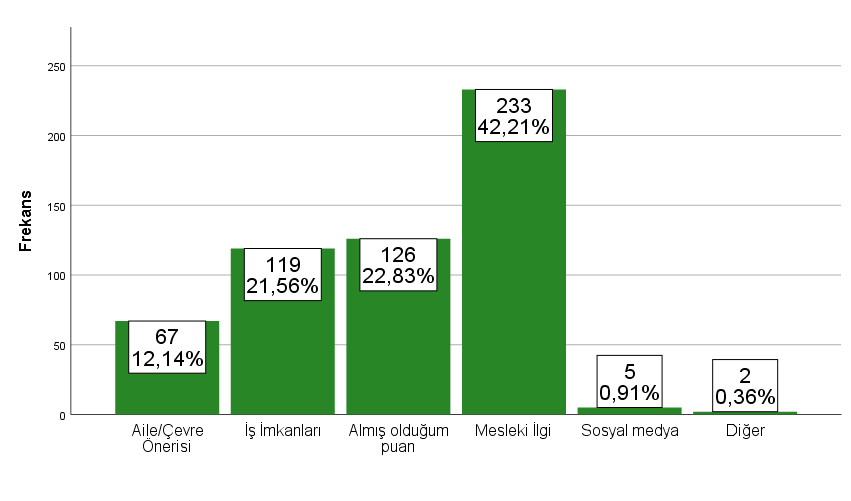 Frekans
250
200
150
100
50
0
67
12,14%
119
21,56%
126
22,83%
233
42,21%
5
0,91%
2
0,36%
Aile/Çevre
Önerisi
İş İmkanları
Almış olduğum
puan
Mesleki İlgi
Sosyal medya
Diğer